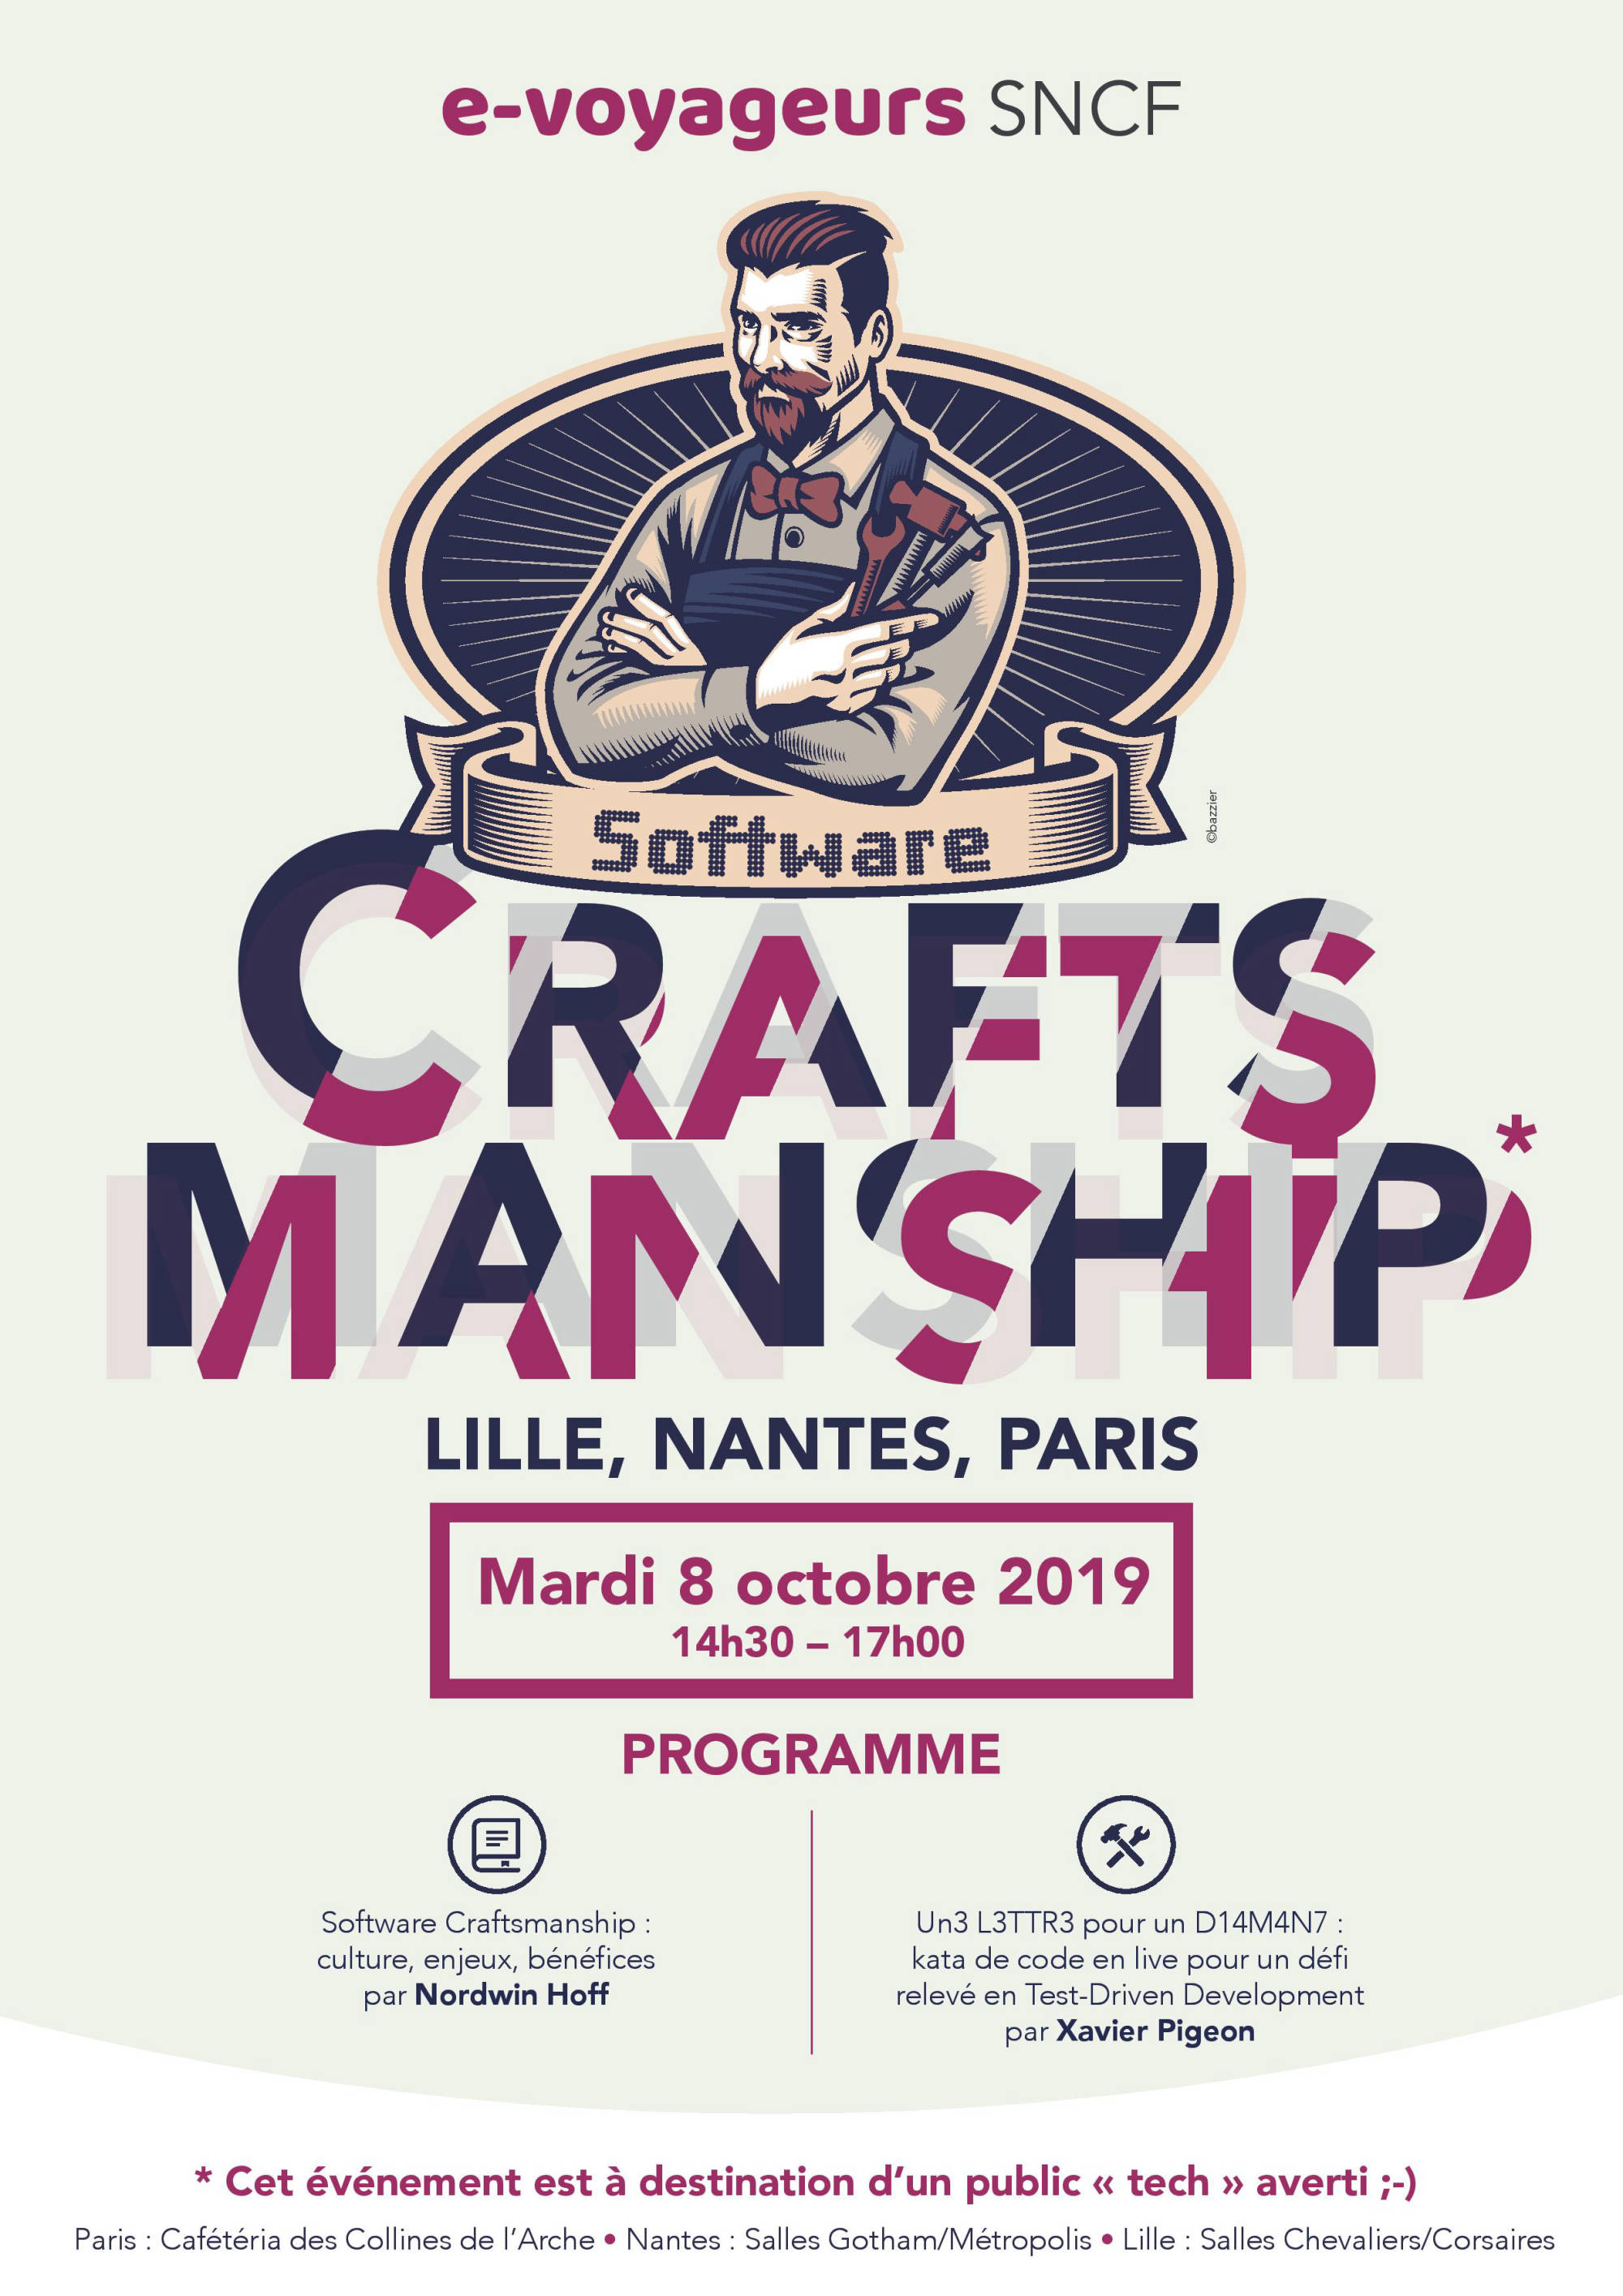 e-voyageurs SNCF
Software
©bazzier
CRAFTS
MANSHIP*
LILLE, NANTES, PARIS
Mardi 8 octobre 2019
14h30 – 17h00
PROGRAMME
Software Craftsmanship :
culture, enjeux, bénéfices
par Nordwin Hoff
Un3 L3TTR3 pour un D14M4N7 :
kata de code en live pour un défi
relevé en Test-Driven Development
par Xavier Pigeon
* Cet événement est à destination d'un public « tech » averti ;-)
Paris : Cafétéria des Collines de l'Arche • Nantes : Salles Gotham/Métropolis • Lille : Salles Chevaliers/Corsaires